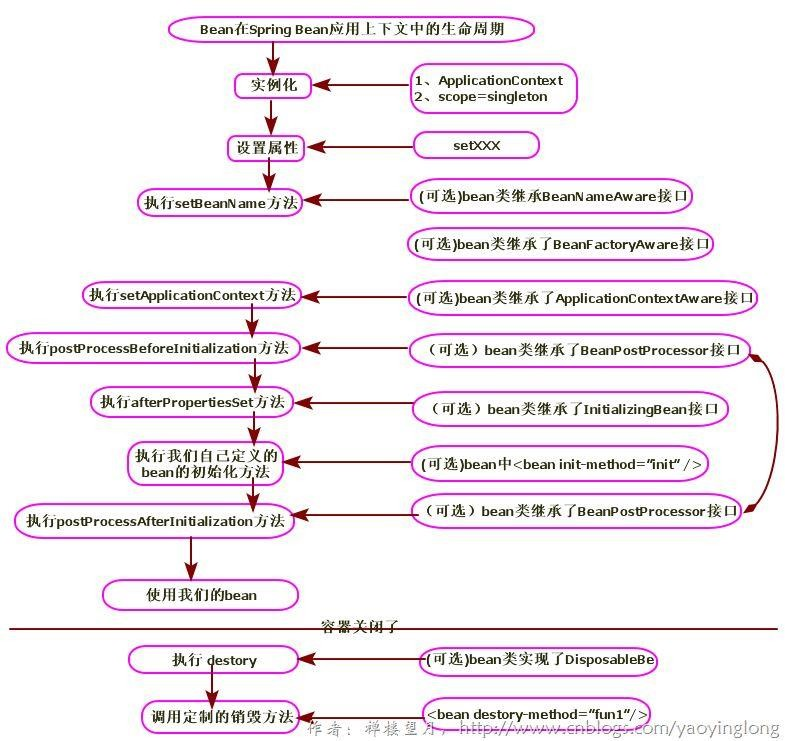 Bean在Spring Bean应用上下文中的生命周期
实例化
1、ApplicationContext
2、scope=singleton
设置属性
setXXX
执行setBeanName方法
(可选)bean类继承BeanNameAware接口
(可选)bean类继承了BeanFactoryAware接口
执行setApplicationContext方法
(可选)bean类继承了ApplicationContextAware接口
执行postProcessBeforeInitialization方法
（可选）bean类继承了BeanPostProcessor接口
执行afterPropertiesSet方法
（可选）bean类继承了InitializingBean接口
执行我们自己定义的
bean的初始化方法
(可选)bean中<bean init-method=“init” />
执行postProcessAfterInitialization方法
（可选）bean类继承了BeanPostProcessor接口
使用我们的bean
容器关闭了
执行 destory
(可选)bean类实现了DisposableBe
调用定制的销毁方法
<bean destory-method=“fun1”/>
作者：禅楼望月，http://www.cnblogs.com/yaoyinglong